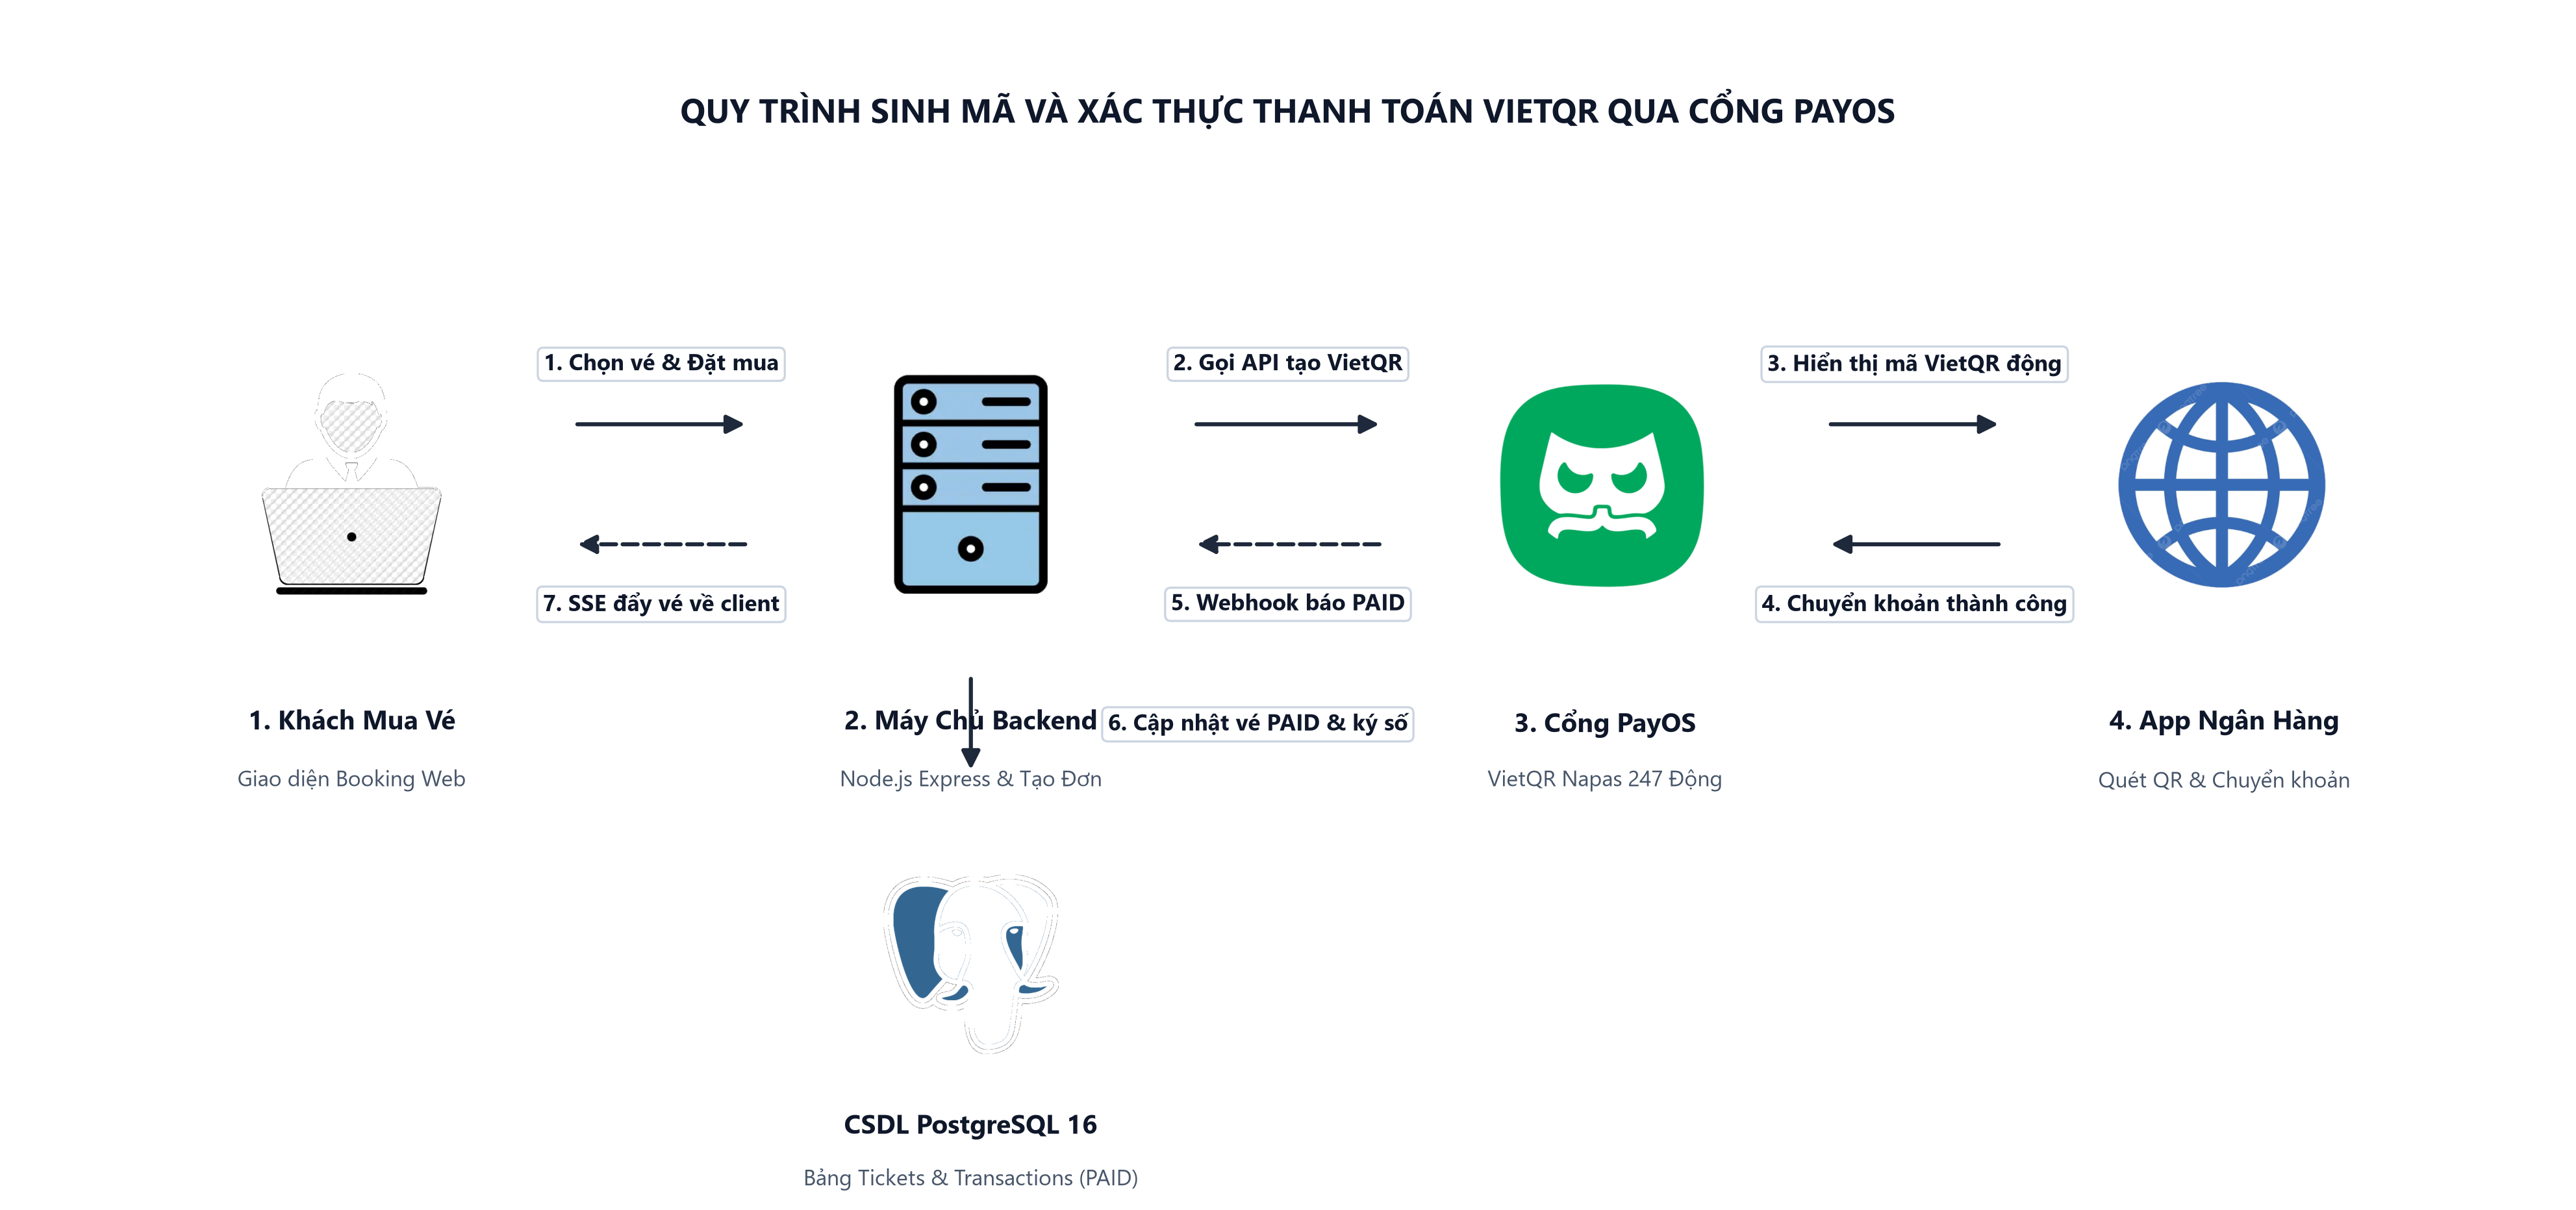 QUY TRÌNH SINH MÃ VÀ XÁC THỰC THANH TOÁN VIETQR QUA CỔNG PAYOS
1. Chọn vé & Đặt mua
2. Gọi API tạo VietQR
3. Hiển thị mã VietQR động
7. SSE đẩy vé về client
5. Webhook báo PAID
4. Chuyển khoản thành công
1. Khách Mua Vé
2. Máy Chủ Backend
6. Cập nhật vé PAID & ký số
3. Cổng PayOS
4. App Ngân Hàng
Giao diện Booking Web
Node.js Express & Tạo Đơn
VietQR Napas 247 Động
Quét QR & Chuyển khoản
CSDL PostgreSQL 16
Bảng Tickets & Transactions (PAID)